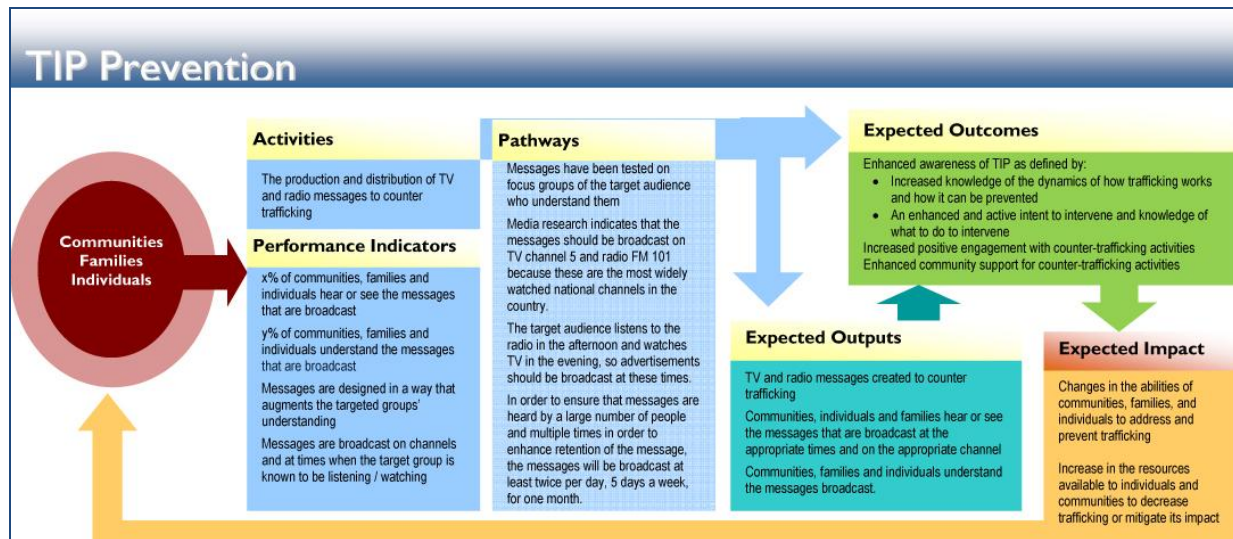 TIP Prevention
Communities
Families
Individuals
Activities
The production and distribution of TV
and radio messages to counter
trafficking
Performance Indicators
x% of communities, families and
individuals hear or see the messages
that are broadcast
y% of communities, families and
individuals understand the messages
that are broadcast
Messages are designed in a way that
augments the targeted groups'
understanding
Messages are broadcast on channels
and at times when the target group is
known to be listening / watching
Pathways
Messages have been tested on
focus groups of the target audience
who understand them
Media research indicates that the
messages should be broadcast on
TV channel 5 and radio FM 101
because these are the most widely
watched national channels in the
country.
The target audience listens to the
radio in the afternoon and watches
TV in the evening, so advertisements
should be broadcast at these times.
In order to ensure that messages are
heard by a large number of people
and multiple times in order to
enhance retention of the message,
the messages will be broadcast at
least twice per day, 5 days a week,
for one month.
Expected Outcomes
Enhanced awareness of TIP as defined by:
• Increased knowledge of the dynamics of how trafficking works
and how it can be prevented
• An enhanced and active intent to intervene and knowledge of
what to do to intervene
Increased positive engagement with counter-trafficking activities
Enhanced community support for counter-trafficking activities
Expected Outputs
TV and radio messages created to counter
trafficking
Communities, individuals and families hear or see
the messages that are broadcast at the
appropriate times and on the appropriate channel
Communities, families and individuals understand
the messages broadcast.
Expected Impact
Changes in the abilities of
communities, families, and
individuals to address and
prevent trafficking
Increase in the resources
available to individuals and
communities to decrease
trafficking or mitigate its impact